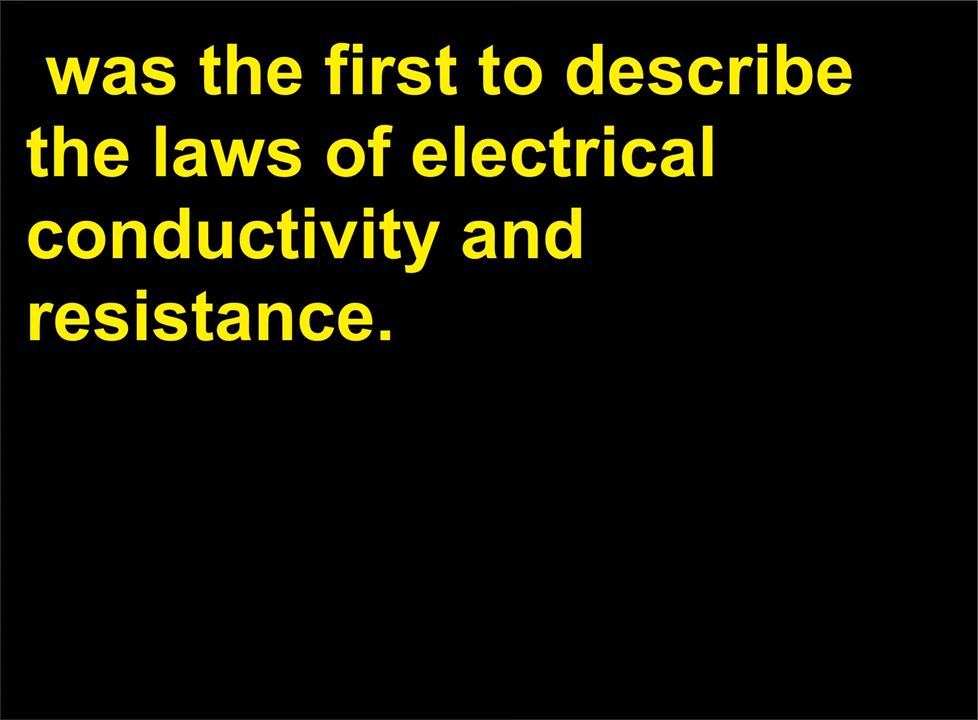 was the first to describe
the laws of electrical
conductivity and
resistance.